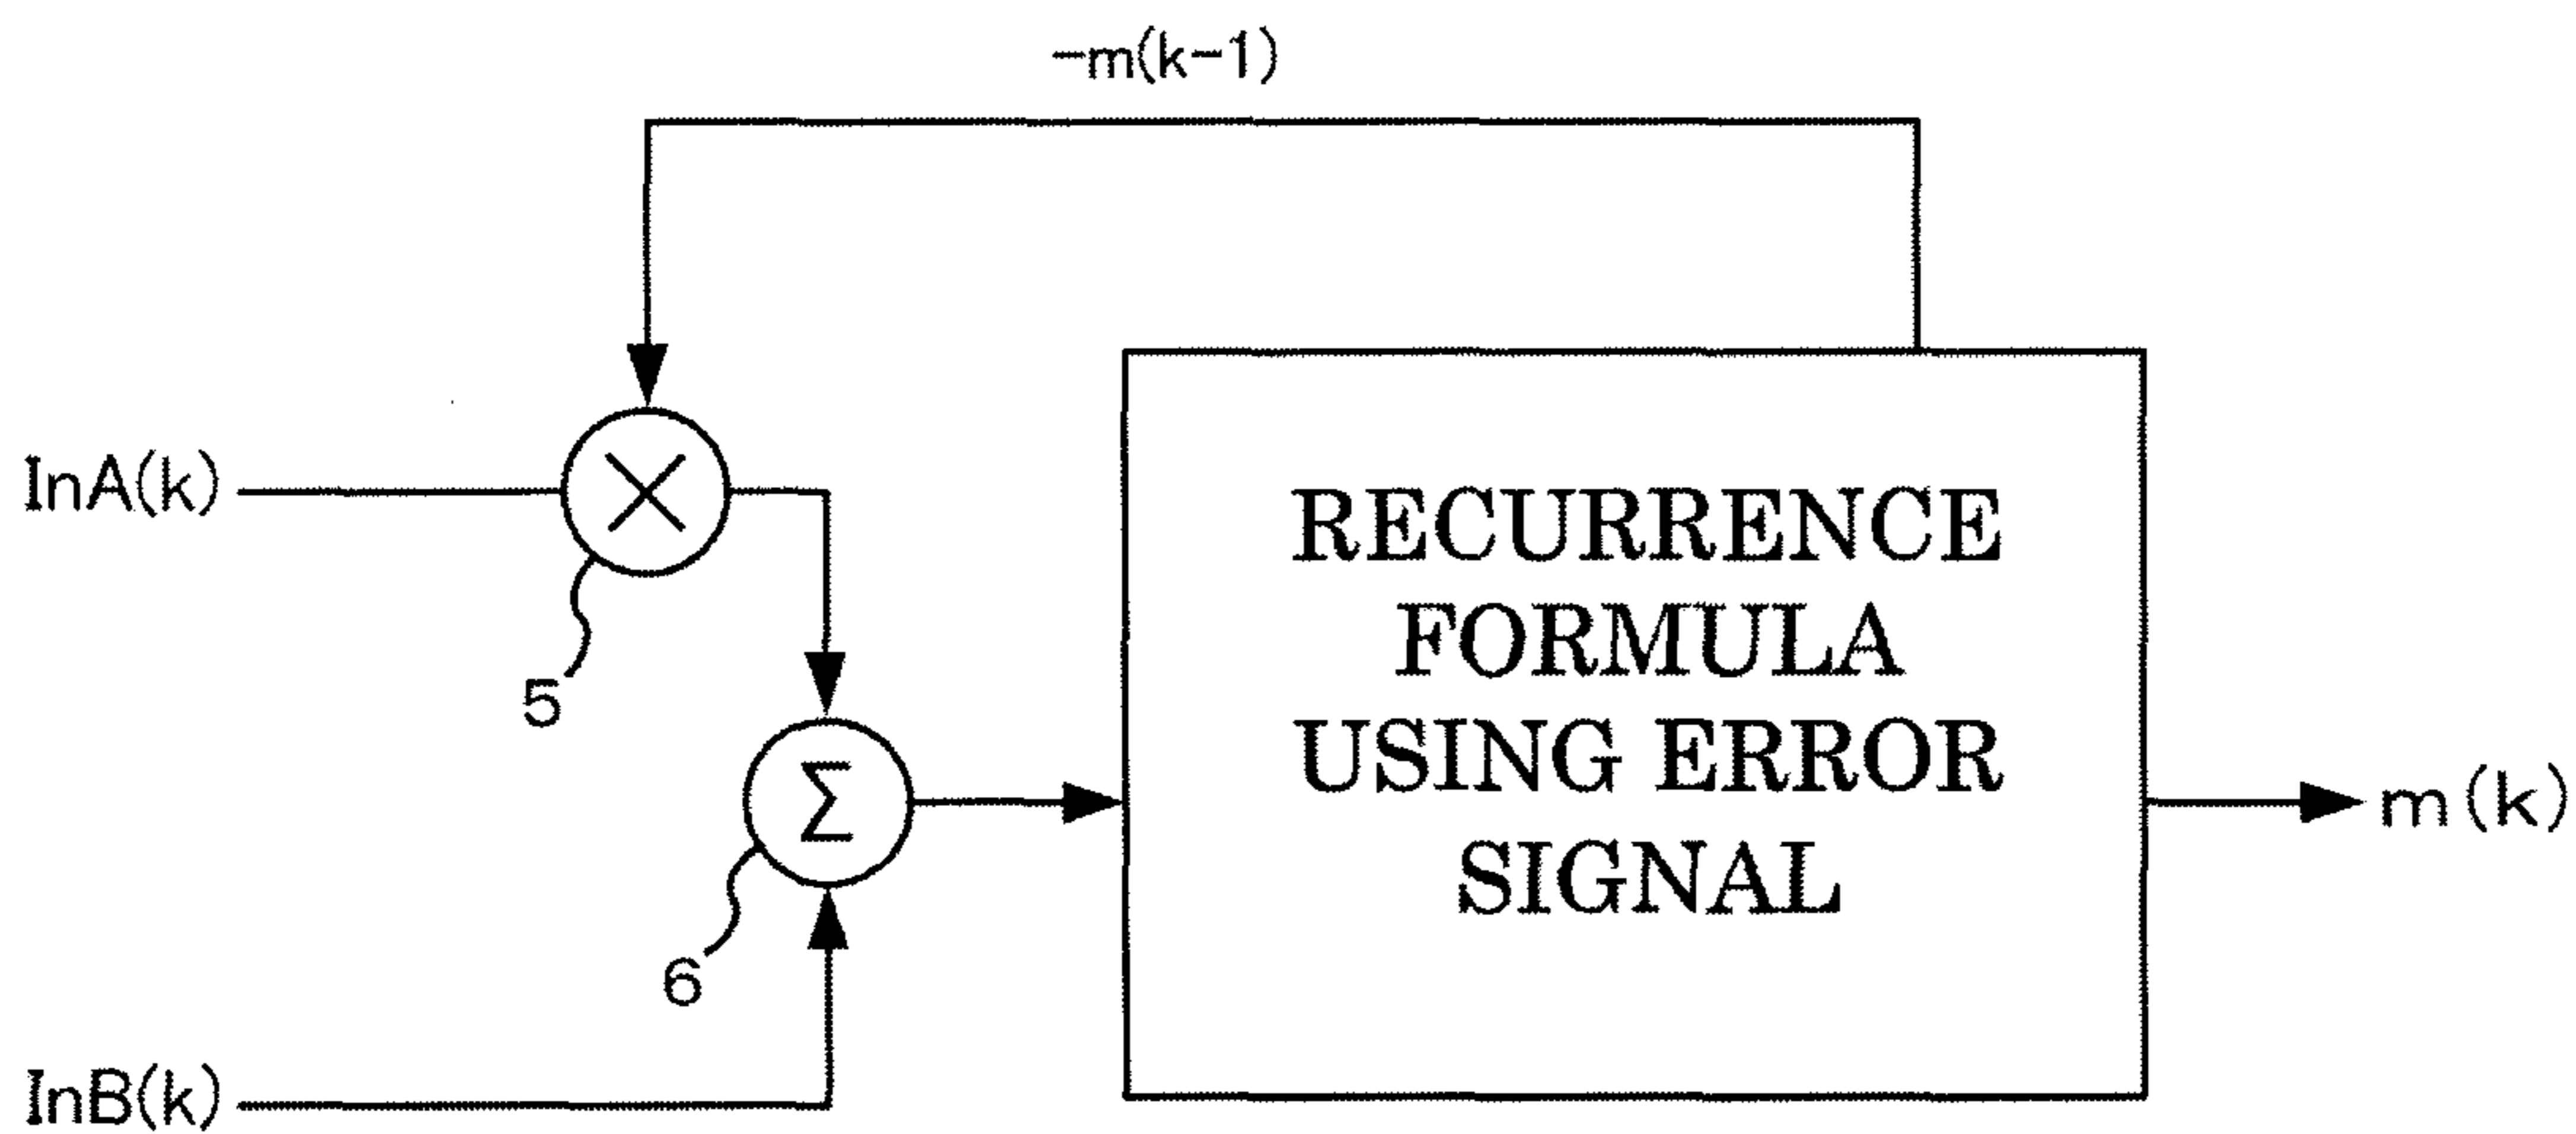 -m(k-1)
InA(k)
×
5
Σ
6
InB(k)
RECURRENCE
FORMULA
USING ERROR
SIGNAL
m(k)